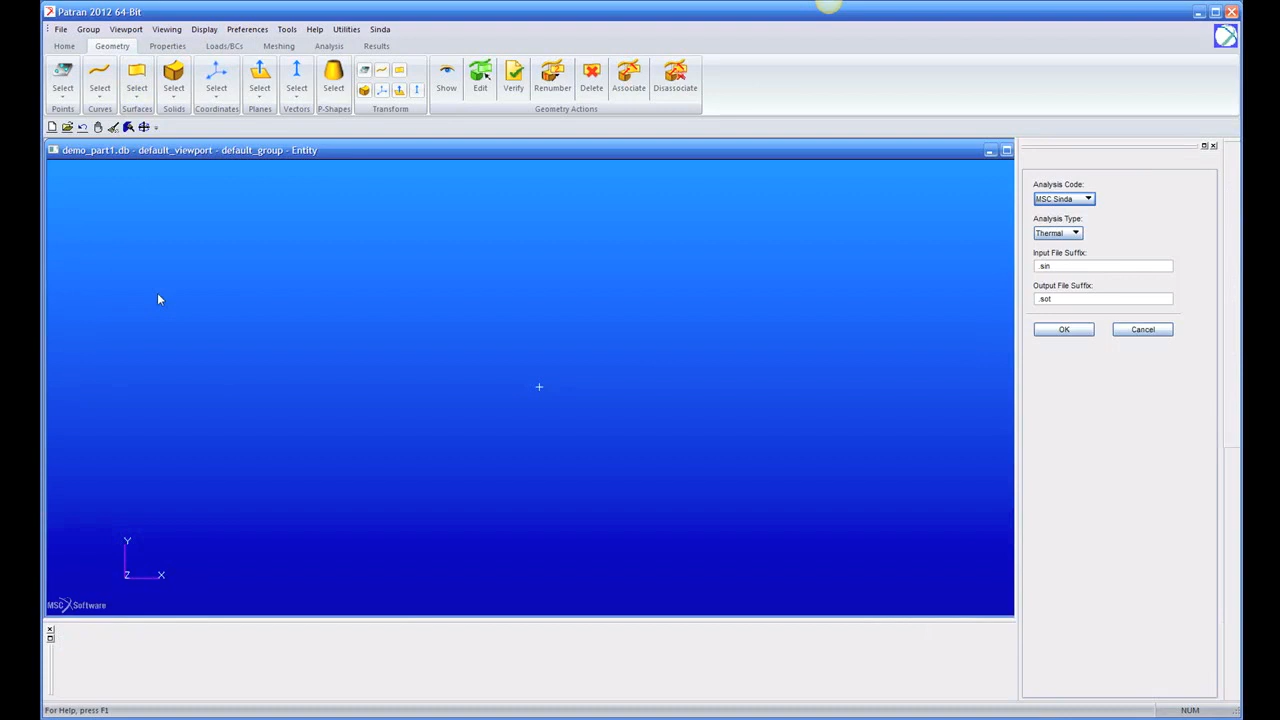 Patran 2012 64-Bit
File Group Viewport Viewing Display Preferences Tools Help Utilities Sinda
Home Geometry Properties Loads/BCs Meshing Analysis Results
Select Select Select Select Select Select Select Select Show Edit Verify Renumber Delete Associate Disassociate
Points Curves Surfaces Solids Coordinates Planes Vectors P-Shapes Transform Geometry Actions
demo_part1.db - default_viewport - default_group - Entity
Analysis Code:
MSC Sinda
Analysis Type:
Thermal
Input File Suffix:
.sin
Output File Suffix:
.sot
OK Cancel
Y
Z X
MSC Software
For Help, press F1 NUM